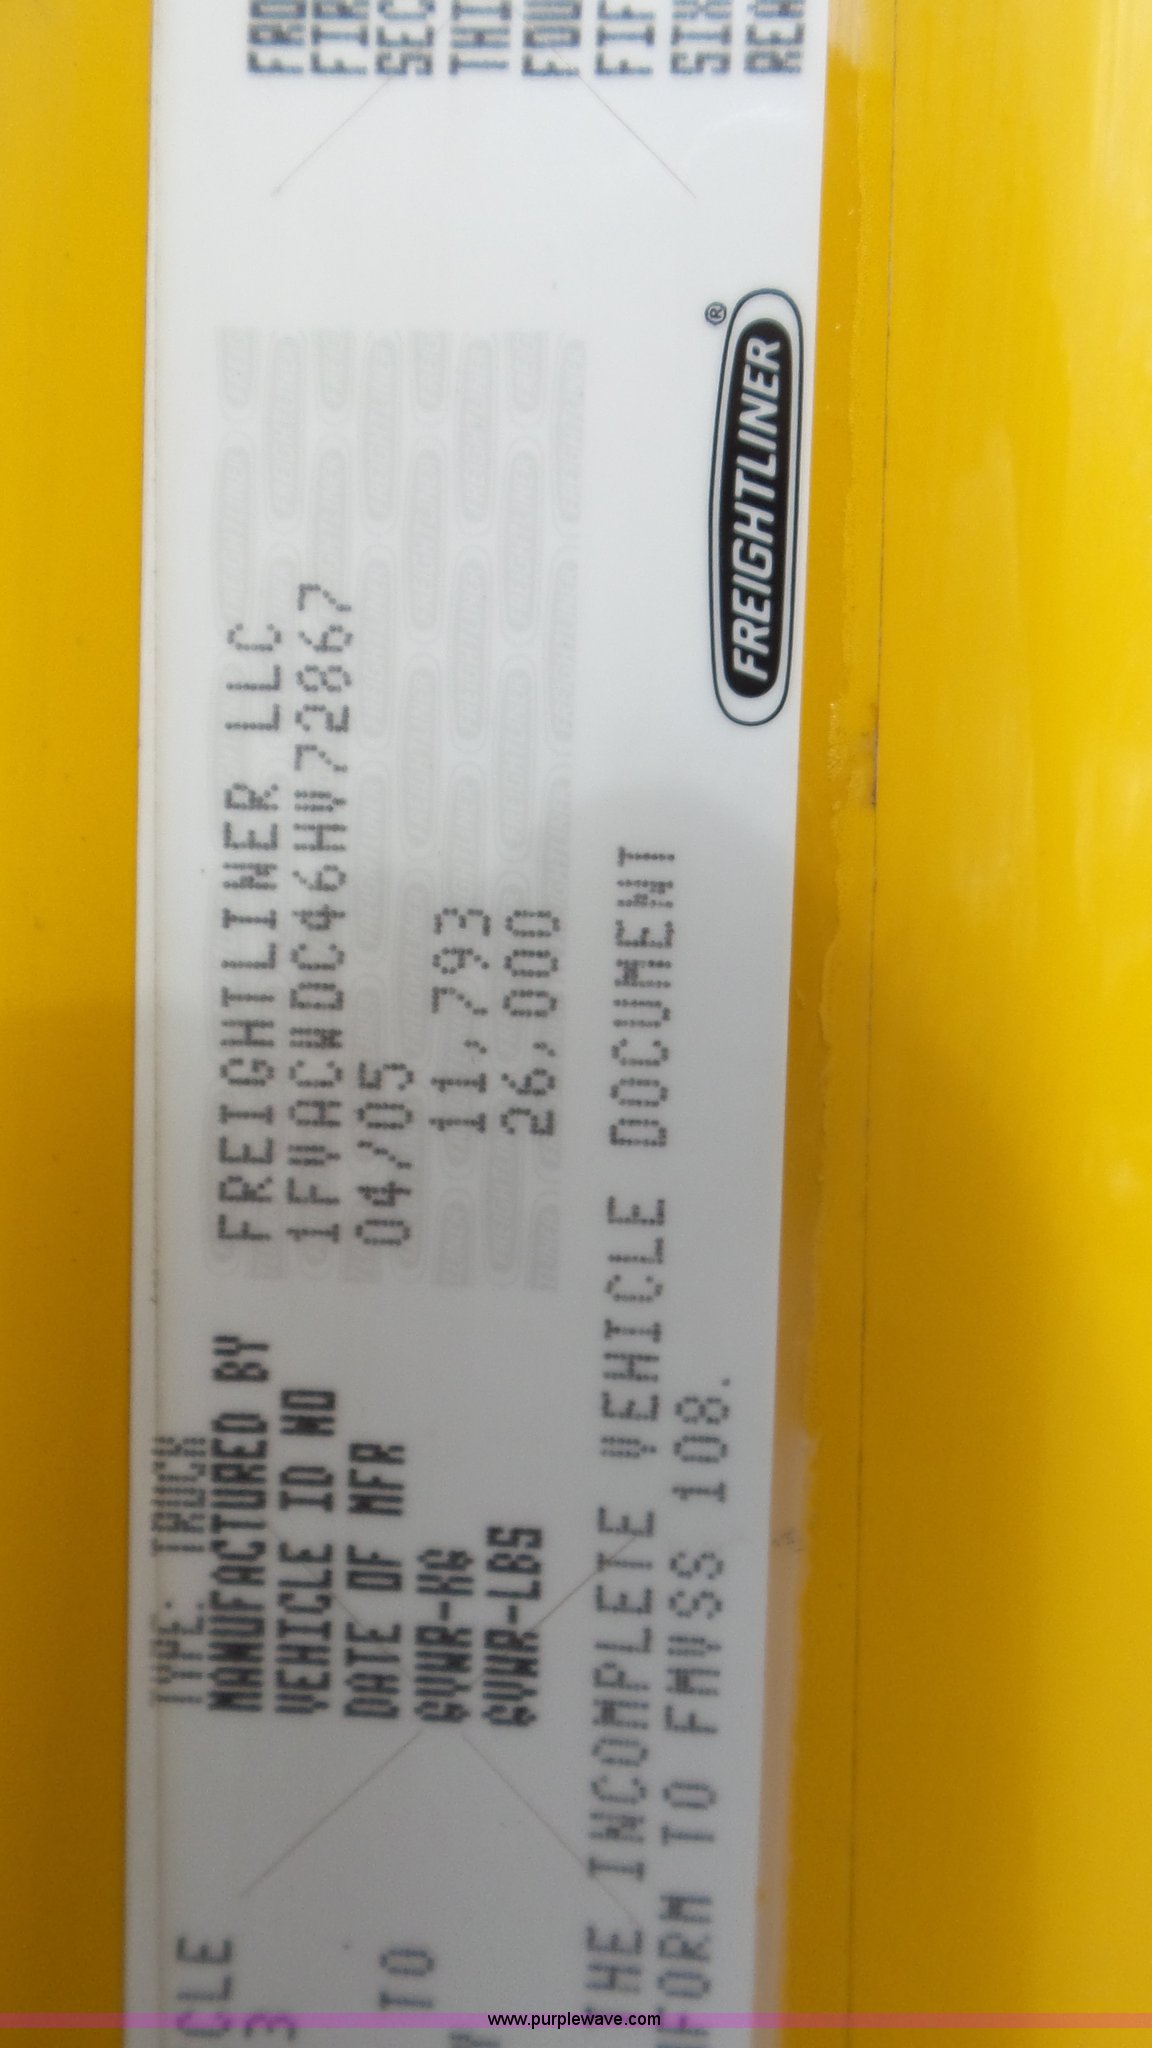 CLE
3
TO
TYPE: TRUCK
MANUFACTURED BY FREIGHTLINER LLC
VEHICLE ID NO 1FVACWDC46HV72867
DATE OF MFR 04/05
GVWR-KG 11,793
GVWR-LBS 26,000
THE INCOMPLETE VEHICLE DOCUMENT
NFORM TO FMVSS 108.
FREIGHTLINER®
FRO
FIR
SEC
THI
FOU
FIF
SIX
REA
www.purplewave.com